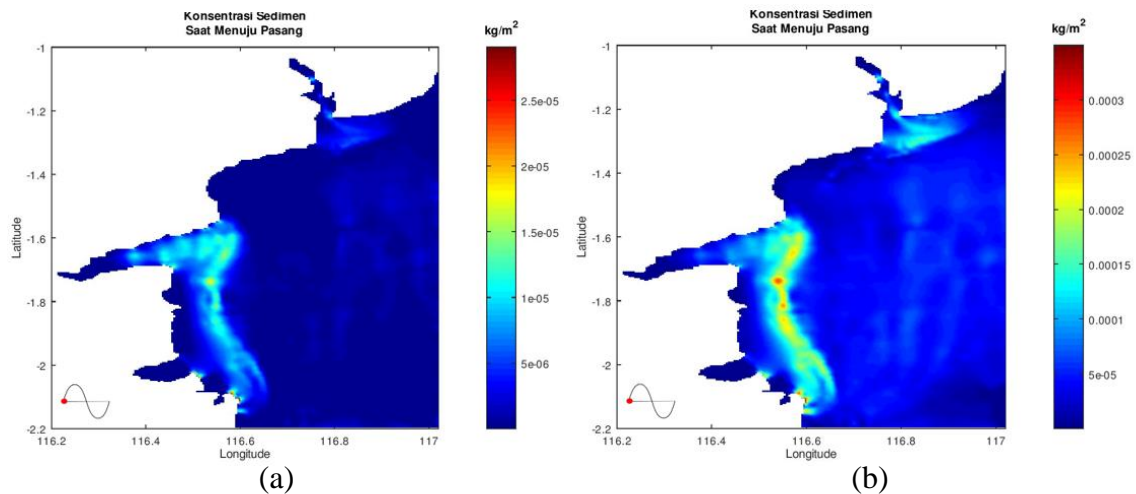 Konsentrasi Sedimen
Saat Menuju Pasang
kg/m²
-1
-1.2
-1.4
-1.6
-1.8
-2
-2.2
Latitude
116.2 116.4 116.6 116.8 117
Longitude
2.5e-05
2e-05
1.5e-05
1e-05
5e-06
(a)
Konsentrasi Sedimen
Saat Menuju Pasang
kg/m²
-1
-1.2
-1.4
-1.6
-1.8
-2
-2.2
Latitude
116.2 116.4 116.6 116.8 117
Longitude
0.0003
0.00025
0.0002
0.00015
0.0001
5e-05
(b)